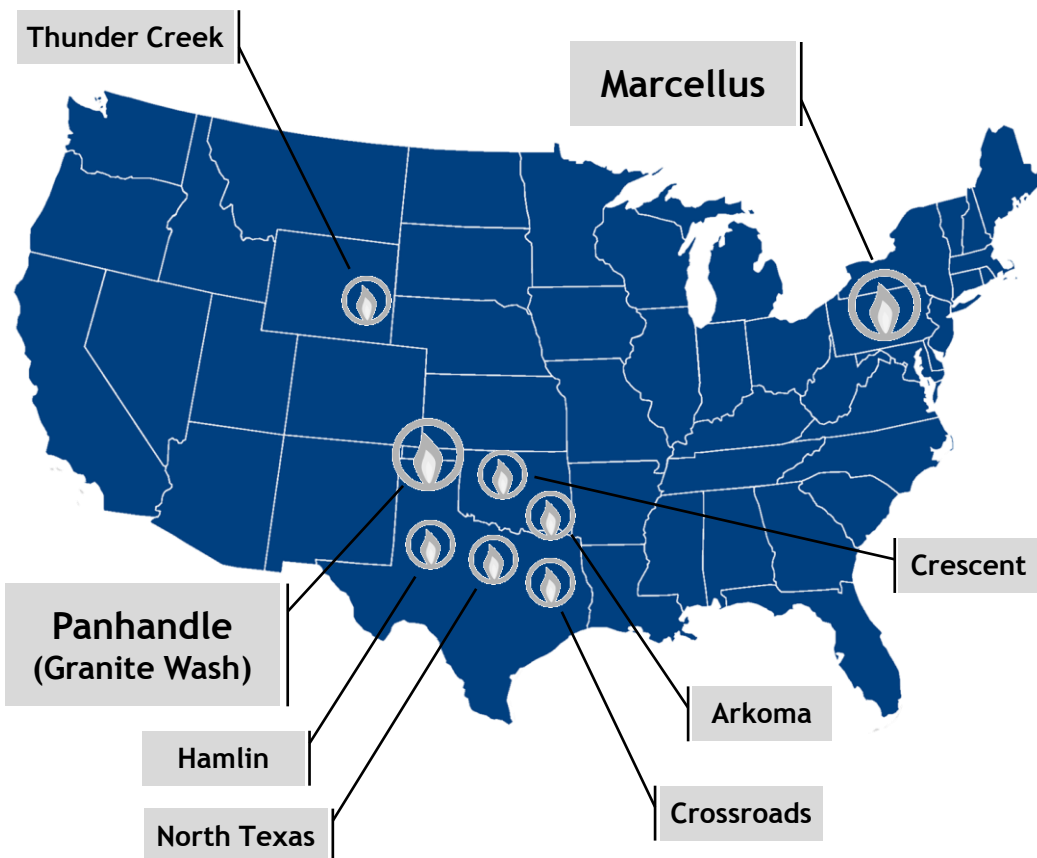 Thunder Creek
Marcellus
Crescent
Panhandle
(Granite Wash)
Arkoma
Hamlin
Crossroads
North Texas